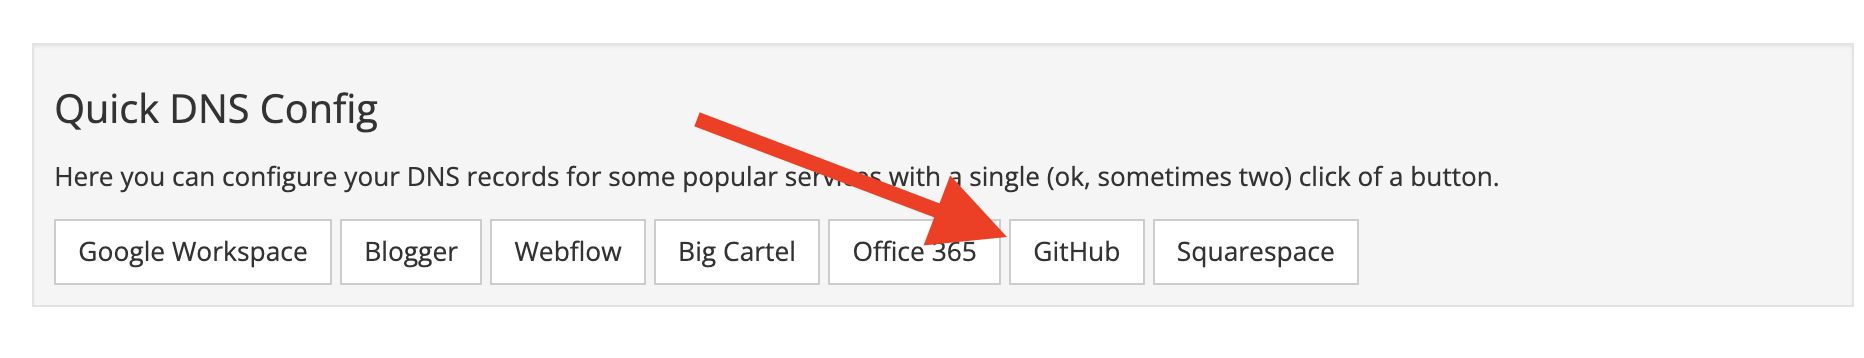 Quick DNS Config
Here you can configure your DNS records for some popular services with a single (ok, sometimes two) click of a button.
Google Workspace Blogger Webflow Big Cartel Office 365 GitHub Squarespace